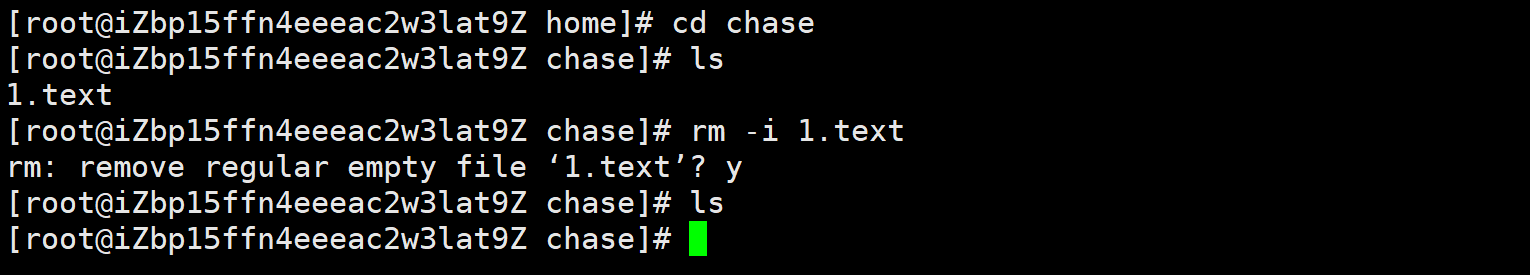 [root@iZbp15ffn4eeeac2w3lat9Z home]# cd chase
[root@iZbp15ffn4eeeac2w3lat9Z chase]# ls
1.text
[root@iZbp15ffn4eeeac2w3lat9Z chase]# rm -i 1.text
rm: remove regular empty file ‘1.text’? y
[root@iZbp15ffn4eeeac2w3lat9Z chase]# ls
[root@iZbp15ffn4eeeac2w3lat9Z chase]#